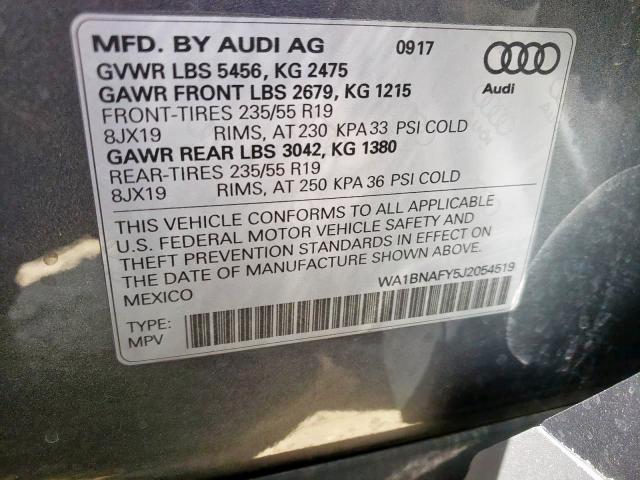 MFD. BY AUDI AG 0917
GVWR LBS 5456, KG 2475
GAWR FRONT LBS 2679, KG 1215
FRONT-TIRES 235/55 R19
8JX19 RIMS, AT 230 KPA 33 PSI COLD
GAWR REAR LBS 3042, KG 1380
REAR-TIRES 235/55 R19
8JX19 RIMS, AT 250 KPA 36 PSI COLD
Audi
THIS VEHICLE CONFORMS TO ALL APPLICABLE
U.S. FEDERAL MOTOR VEHICLE SAFETY AND
THEFT PREVENTION STANDARDS IN EFFECT ON
THE DATE OF MANUFACTURE SHOWN ABOVE.
MEXICO
WA1BNAFY5J2054519
TYPE:
MPV